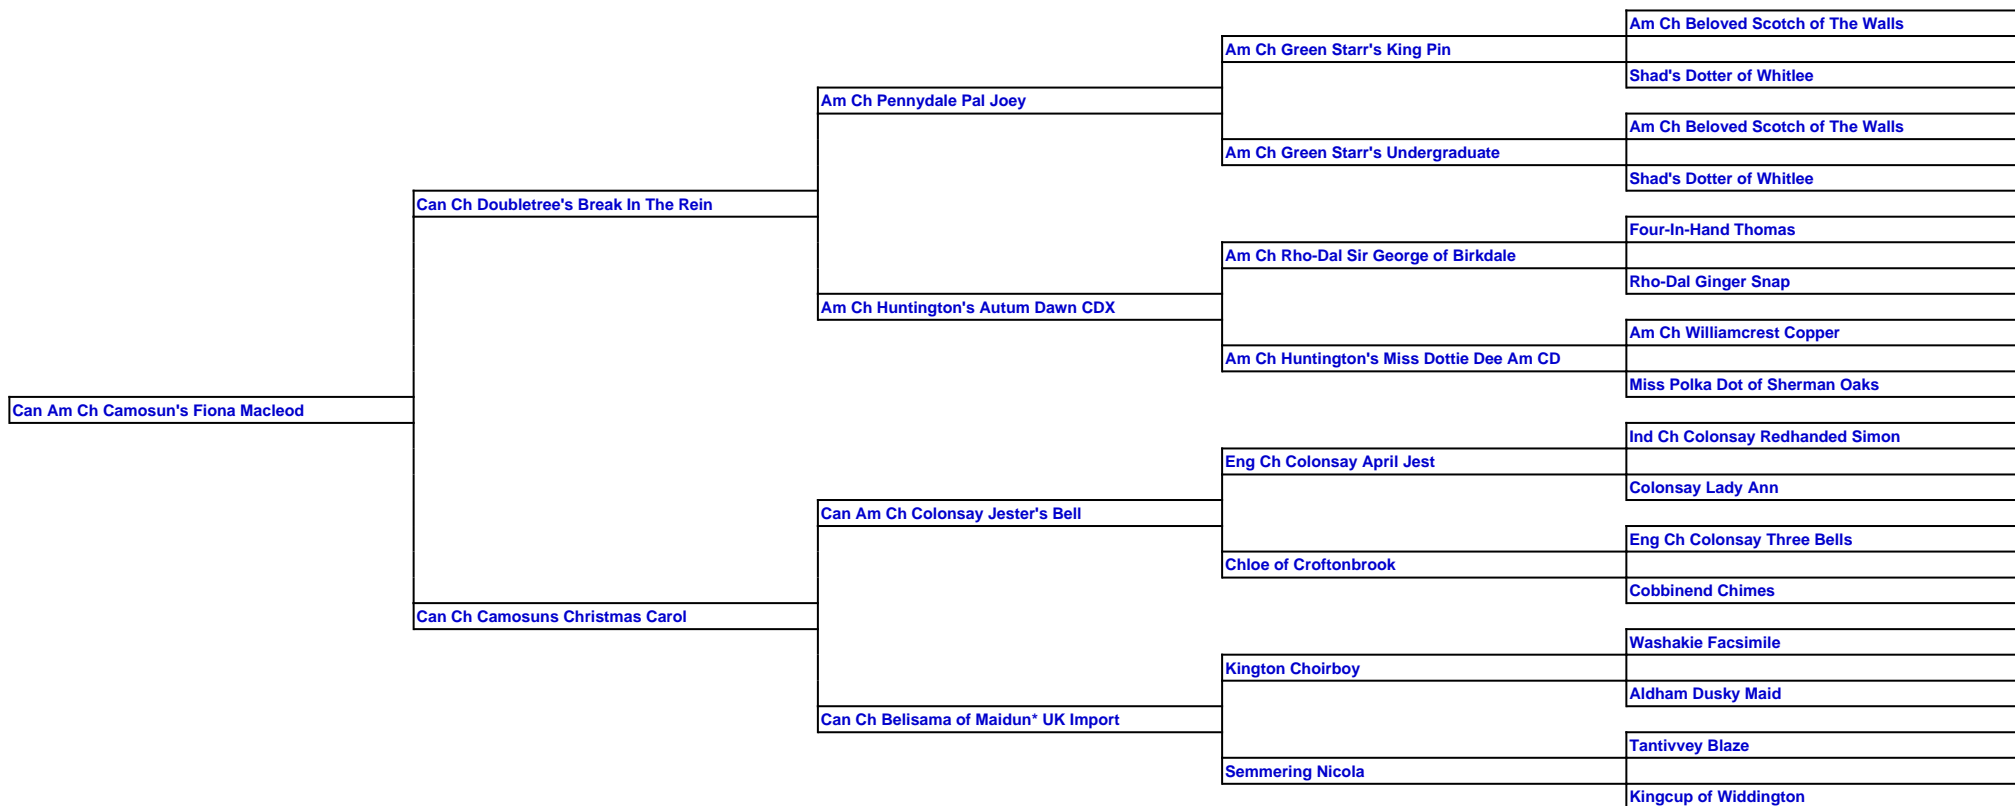 Am Ch Beloved Scotch of The Walls
Am Ch Green Starr's King Pin
Shad's Dotter of Whitlee
Am Ch Pennydale Pal Joey
Am Ch Beloved Scotch of The Walls
Am Ch Green Starr's Undergraduate
Shad's Dotter of Whitlee
Can Ch Doubletree's Break In The Rein
Four-In-Hand Thomas
Am Ch Rho-Dal Sir George of Birkdale
Rho-Dal Ginger Snap
Am Ch Huntington's Autum Dawn CDX
Am Ch Williamcrest Copper
Am Ch Huntington's Miss Dottie Dee Am CD
Miss Polka Dot of Sherman Oaks
Can Am Ch Camosun's Fiona Macleod
Ind Ch Colonsay Redhanded Simon
Eng Ch Colonsay April Jest
Colonsay Lady Ann
Can Am Ch Colonsay Jester's Bell
Eng Ch Colonsay Three Bells
Chloe of Croftonbrook
Cobbinend Chimes
Can Ch Camosuns Christmas Carol
Washakie Facsimile
Kington Choirboy
Aldham Dusky Maid
Can Ch Belisama of Maidun* UK Import
Tantivvey Blaze
Semmering Nicola
Kingcup of Widdington